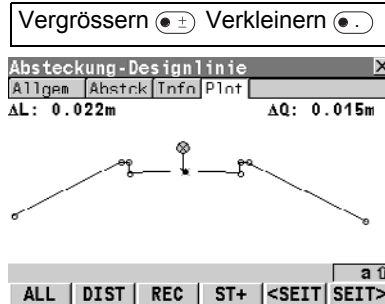 Vergrössern ± Verkleinern .
Absteckung-Designlinie X
Allgem Abstck Info Plot
ΔL: 0.022m ΔQ: 0.015m
a ⇧
ALL DIST REC ST+ <SEIT SEIT>